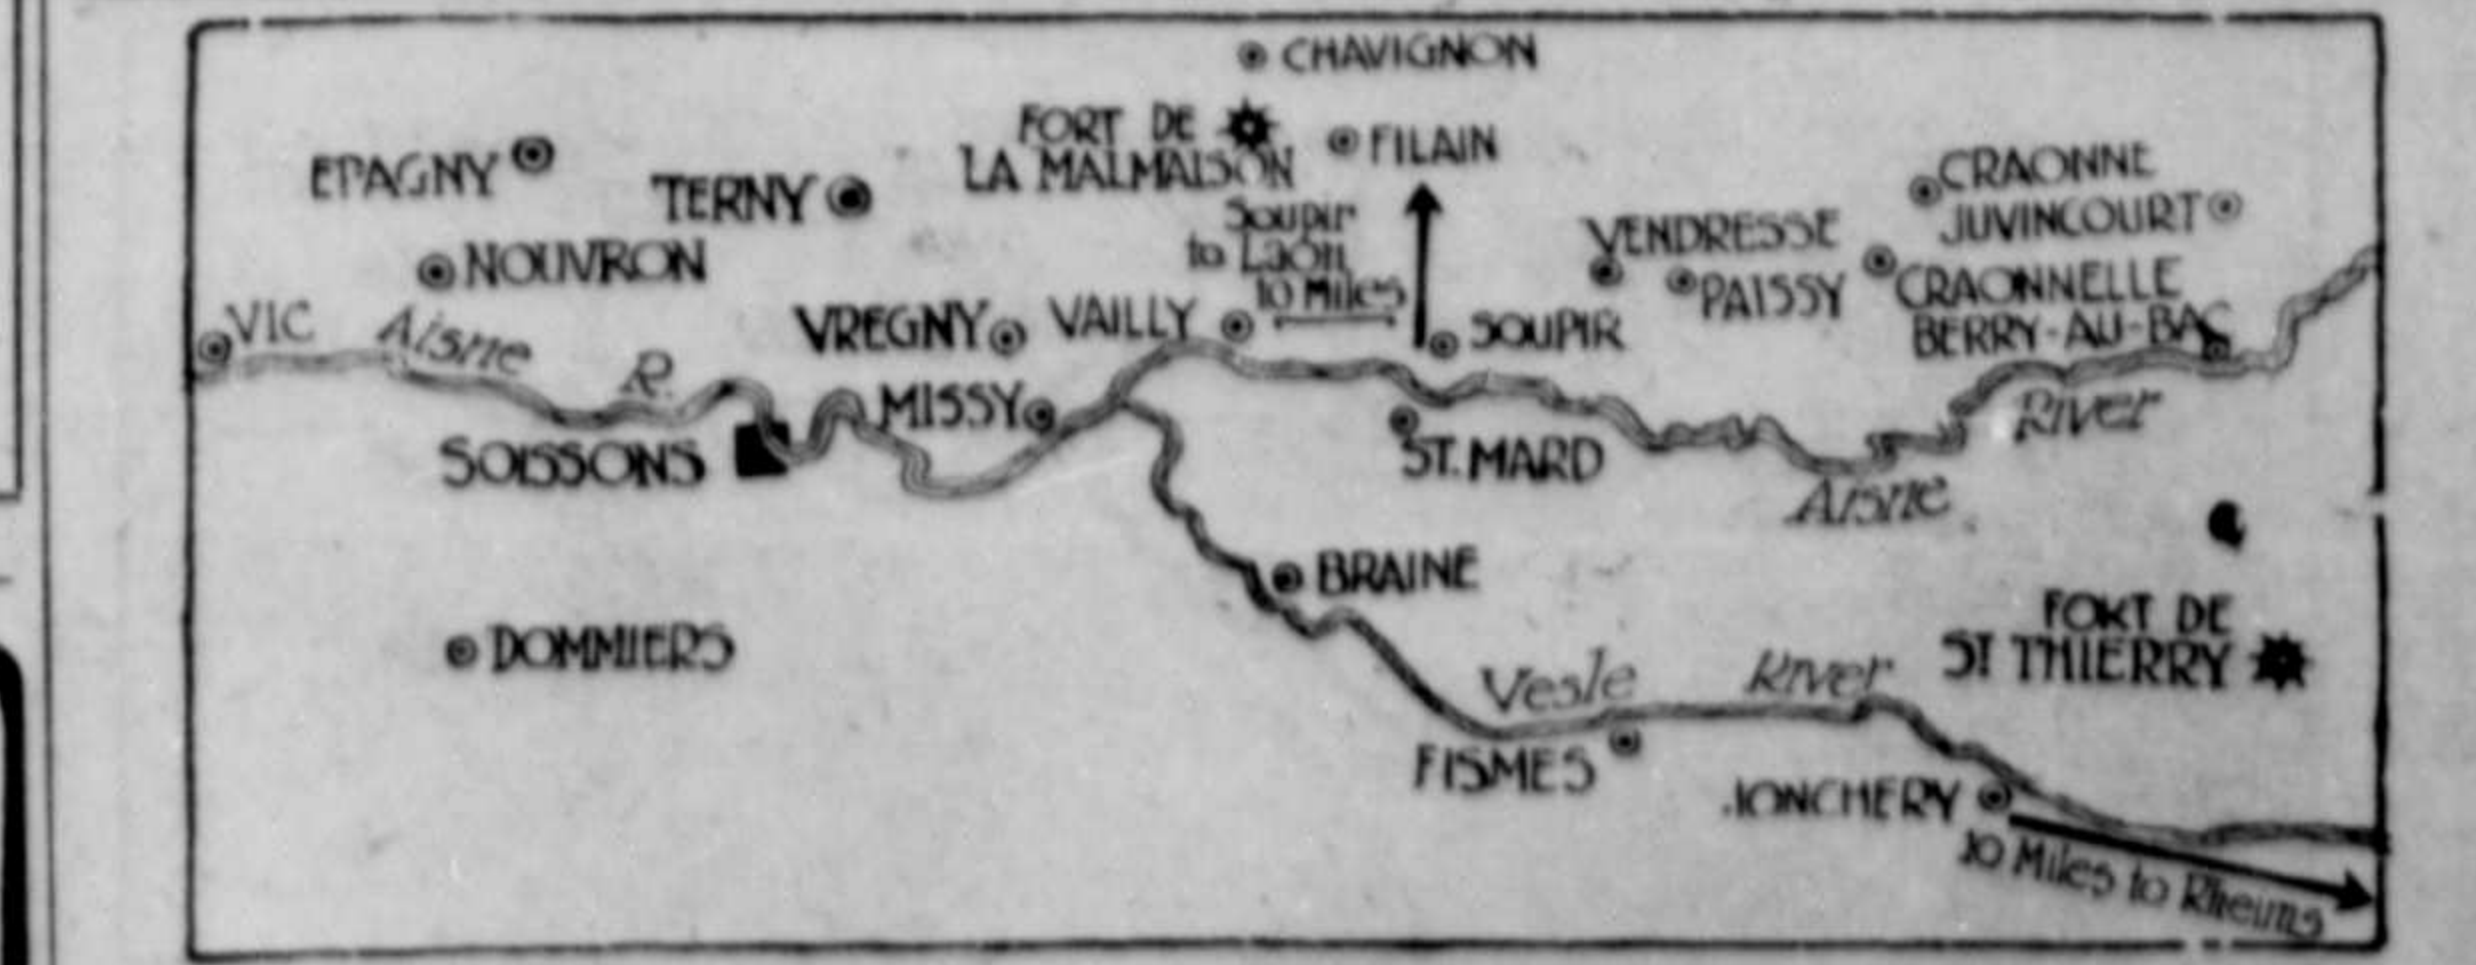 CHAVIGNON
FORT DE
LA MALMAISON
FILAIN
EPAGNY
TERNY
CRAONNE
JUVINCOURT
Soupir
to Laon
10 Miles
VENDRESSE
NOUVRON
PAISSY
CRAONNELLE
VIC
Aisne R.
VREGNY
VAILLY
SOUPIR
BERRY-AU-BAC
MISSY
River
SOISSONS
ST. MARD
Aisne
BRAINE
FORT DE
ST THIERRY
DOMMIERS
Vesle River
FISMES
JONCHERY
10 Miles to Rheims